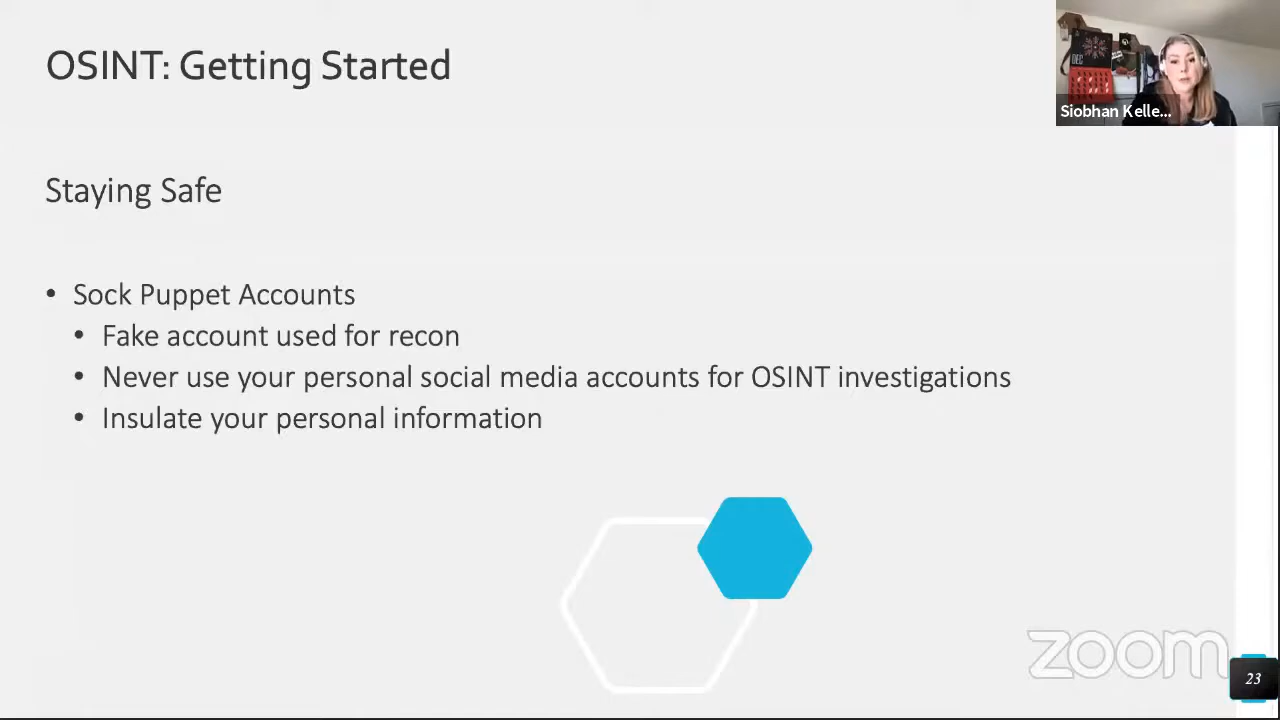 OSINT: Getting Started
Siobhan Kelle...
Staying Safe
• Sock Puppet Accounts
• Fake account used for recon
• Never use your personal social media accounts for OSINT investigations
• Insulate your personal information
zoom
23
DEC